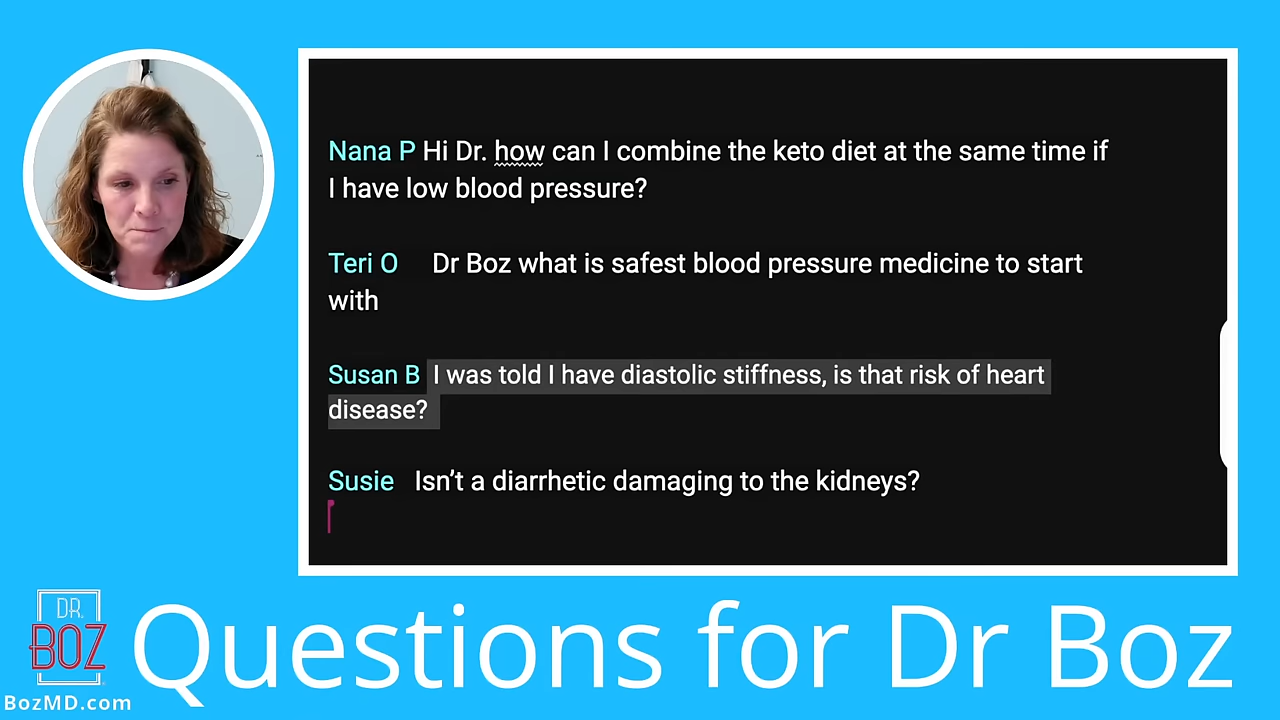 Nana P Hi Dr. how can I combine the keto diet at the same time if
I have low blood pressure?
Teri O Dr Boz what is safest blood pressure medicine to start
with
Susan B I was told I have diastolic stiffness, is that risk of heart
disease?
Susie Isn't a diarrhetic damaging to the kidneys?
DR.
BOZ
Questions for Dr Boz
BozMD.com